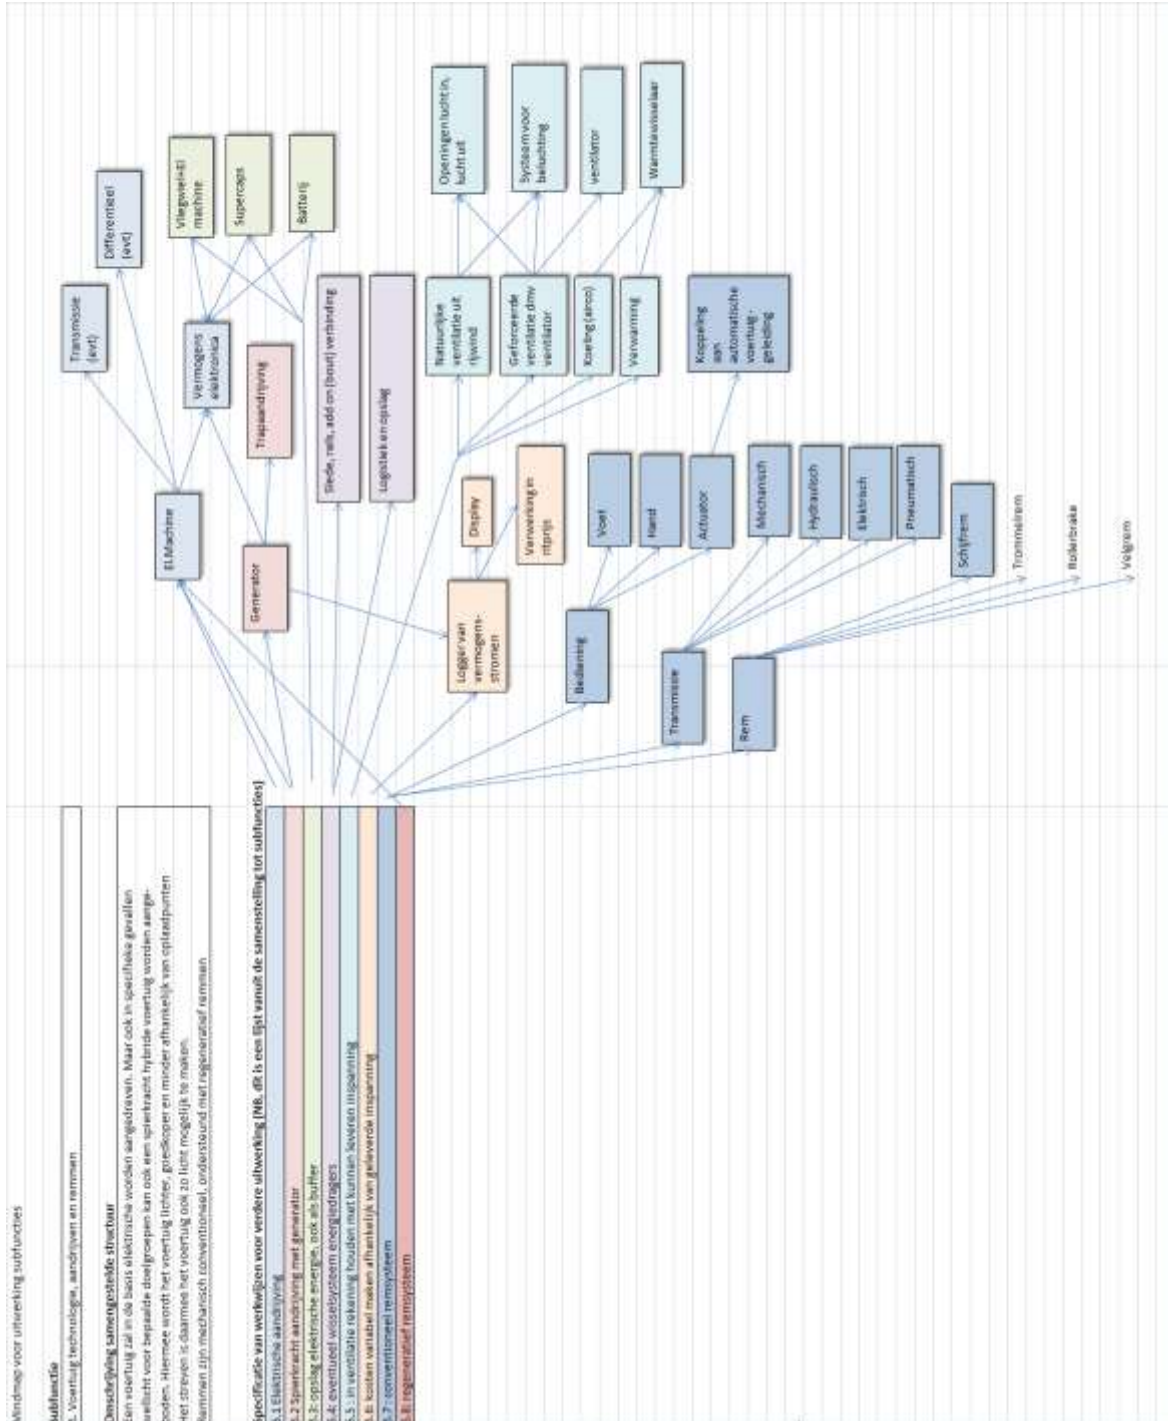 Mindmap voor uitwerking subfuncties
subfunctie
Voertuig technologie, aandrijven en remmen
Omschrijving samengestelde structuur
Een voertuig zal in de basis elektrische worden aangedreven. Maar ook in specifieke gevallen
wellicht voor bepaalde doelgroepen kan ook een spierkracht hybride voertuig worden aange-
boden. Hiermee wordt het voertuig lichter, goedkoper en minder afhankelijk van oplaadpunten
Het streven is daarmee het voertuig ook zo licht mogelijk te maken.
Remmen zijn mechanisch conventioneel, ondersteund met regeneratief remmen
specificatie van werkwijzen voor verdere uitwerking (NB, dit is een lijst vanuit de samenstelling tot subfuncties)
.1 Elektrische aandrijving
.2 Spierkracht aandrijving met generator
.3: opslag elektrische energie, ook als buffer
.4: eventueel wisselsysteem energiedragers
.5 : in ventilatie rekening houden met kunnen leveren inspanning
.6: kosten variabel maken afhankelijk van geleverde inspanning
.7 : conventioneel remsysteem
.8: regeneratief remsysteem
El.Machine
Transmissie
(evt)
Differentieel
(evt)
Vermogens
elektronica
Vliegwiel+El
machine
Supercaps
Batterij
Generator
Trapaandrijving
Slede, rails, add on (bout) verbinding
Logistiek en opslag
Natuurlijke
ventilatie uit
rijwind
Geforceerde
ventilatie dmv
ventilator
Koeling (airco)
Verwarming
Openingen lucht in,
lucht uit
Systeem voor
beluchting
ventilator
Warmtewisselaar
Logger van
vermogens-
stromen
Display
Verwerking in
ritprijs
Bediening
Voet
Hand
Actuator
Koppeling
aan
automatische
voertuig -
geleiding
Transmissie
Mechanisch
Hydraulisch
Elektrisch
Pneumatisch
Rem
Schijfrem
Trommelrem
Rollerbrake
Velgrem